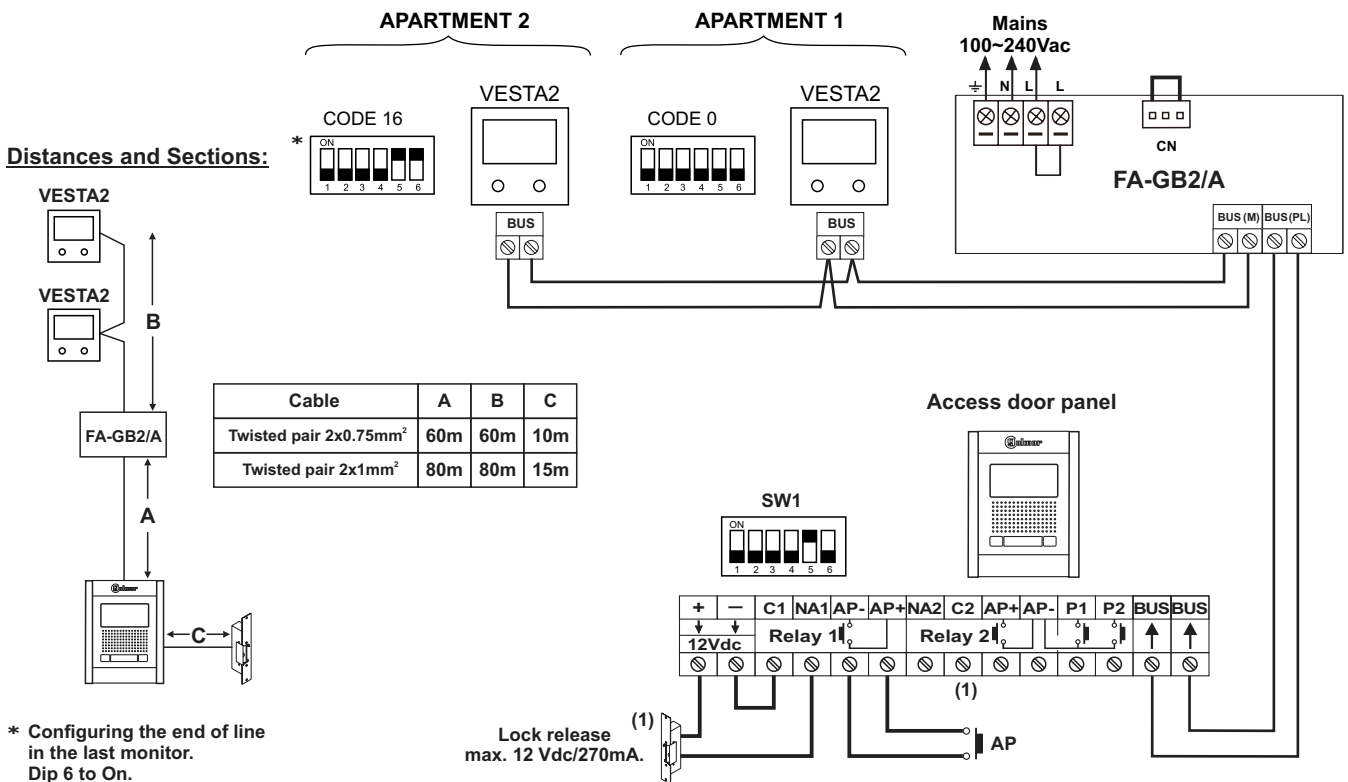 APARTMENT 2
APARTMENT 1
Mains
100~240Vac
VESTA2
VESTA2
N L L
CODE 16
CODE 0
*
ON
1 2 3 4 5 6
ON
1 2 3 4 5 6
CN
FA-GB2/A
BUS
BUS
BUS (M) BUS (PL)
Distances and Sections:
VESTA2
VESTA2
B
FA-GB2/A
A
C
Golmar
Cable A B C
Twisted pair 2x0.75mm² 60m 60m 10m
Twisted pair 2x1mm² 80m 80m 15m
Access door panel
Golmar
SW1
ON
1 2 3 4 5 6
+ – C1 NA1 AP- AP+ NA2 C2 AP+ AP- P1 P2 BUS BUS
12Vdc Relay 1 Relay 2
(1)
(1)
Lock release
max. 12 Vdc/270mA.
AP
* Configuring the end of line
in the last monitor.
Dip 6 to On.